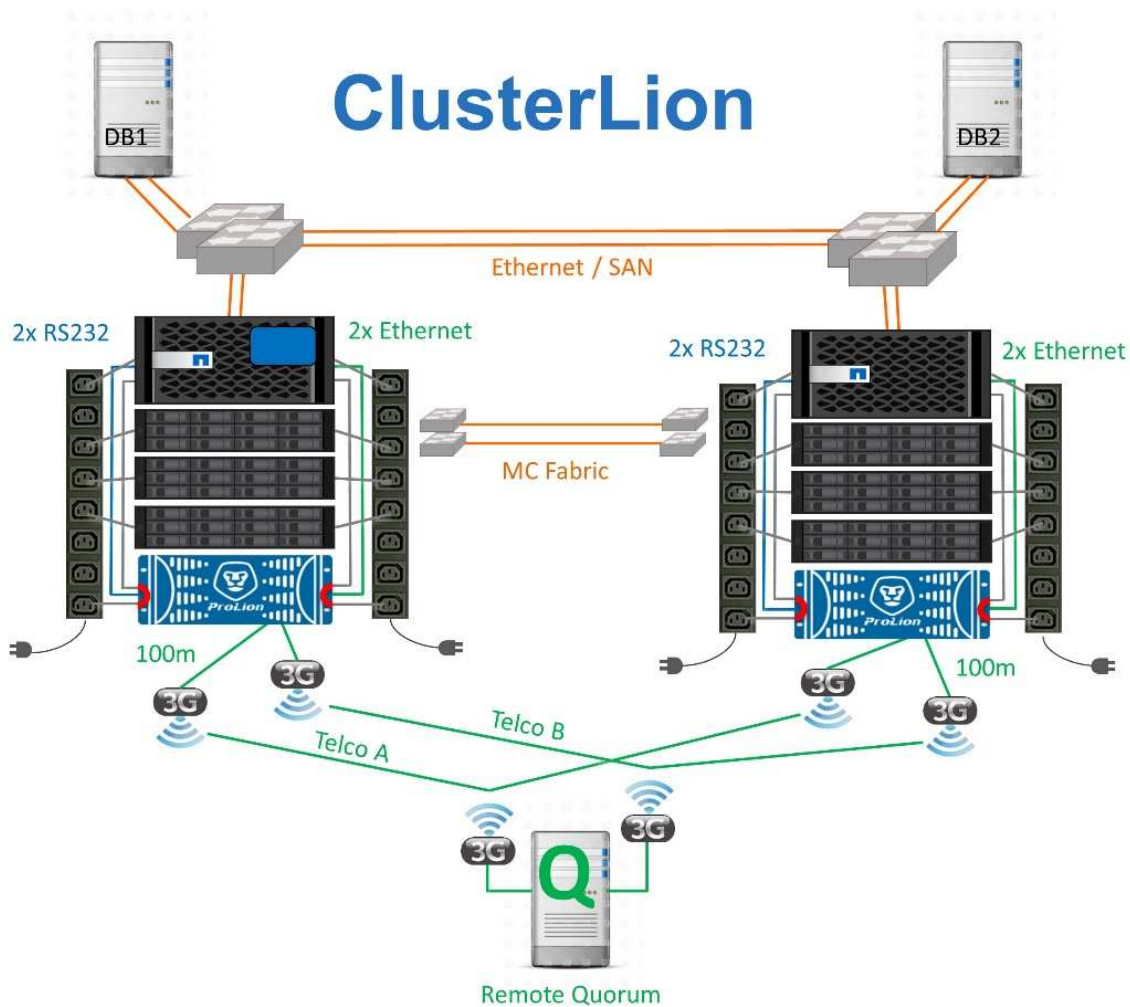 ClusterLion
DB1
DB2
Ethernet / SAN
2x RS232
2x Ethernet
2x RS232
2x Ethernet
MC Fabric
ProLion
ProLion
100m
100m
3G
3G
3G
3G
Telco A
Telco B
3G
3G
Q
Remote Quorum